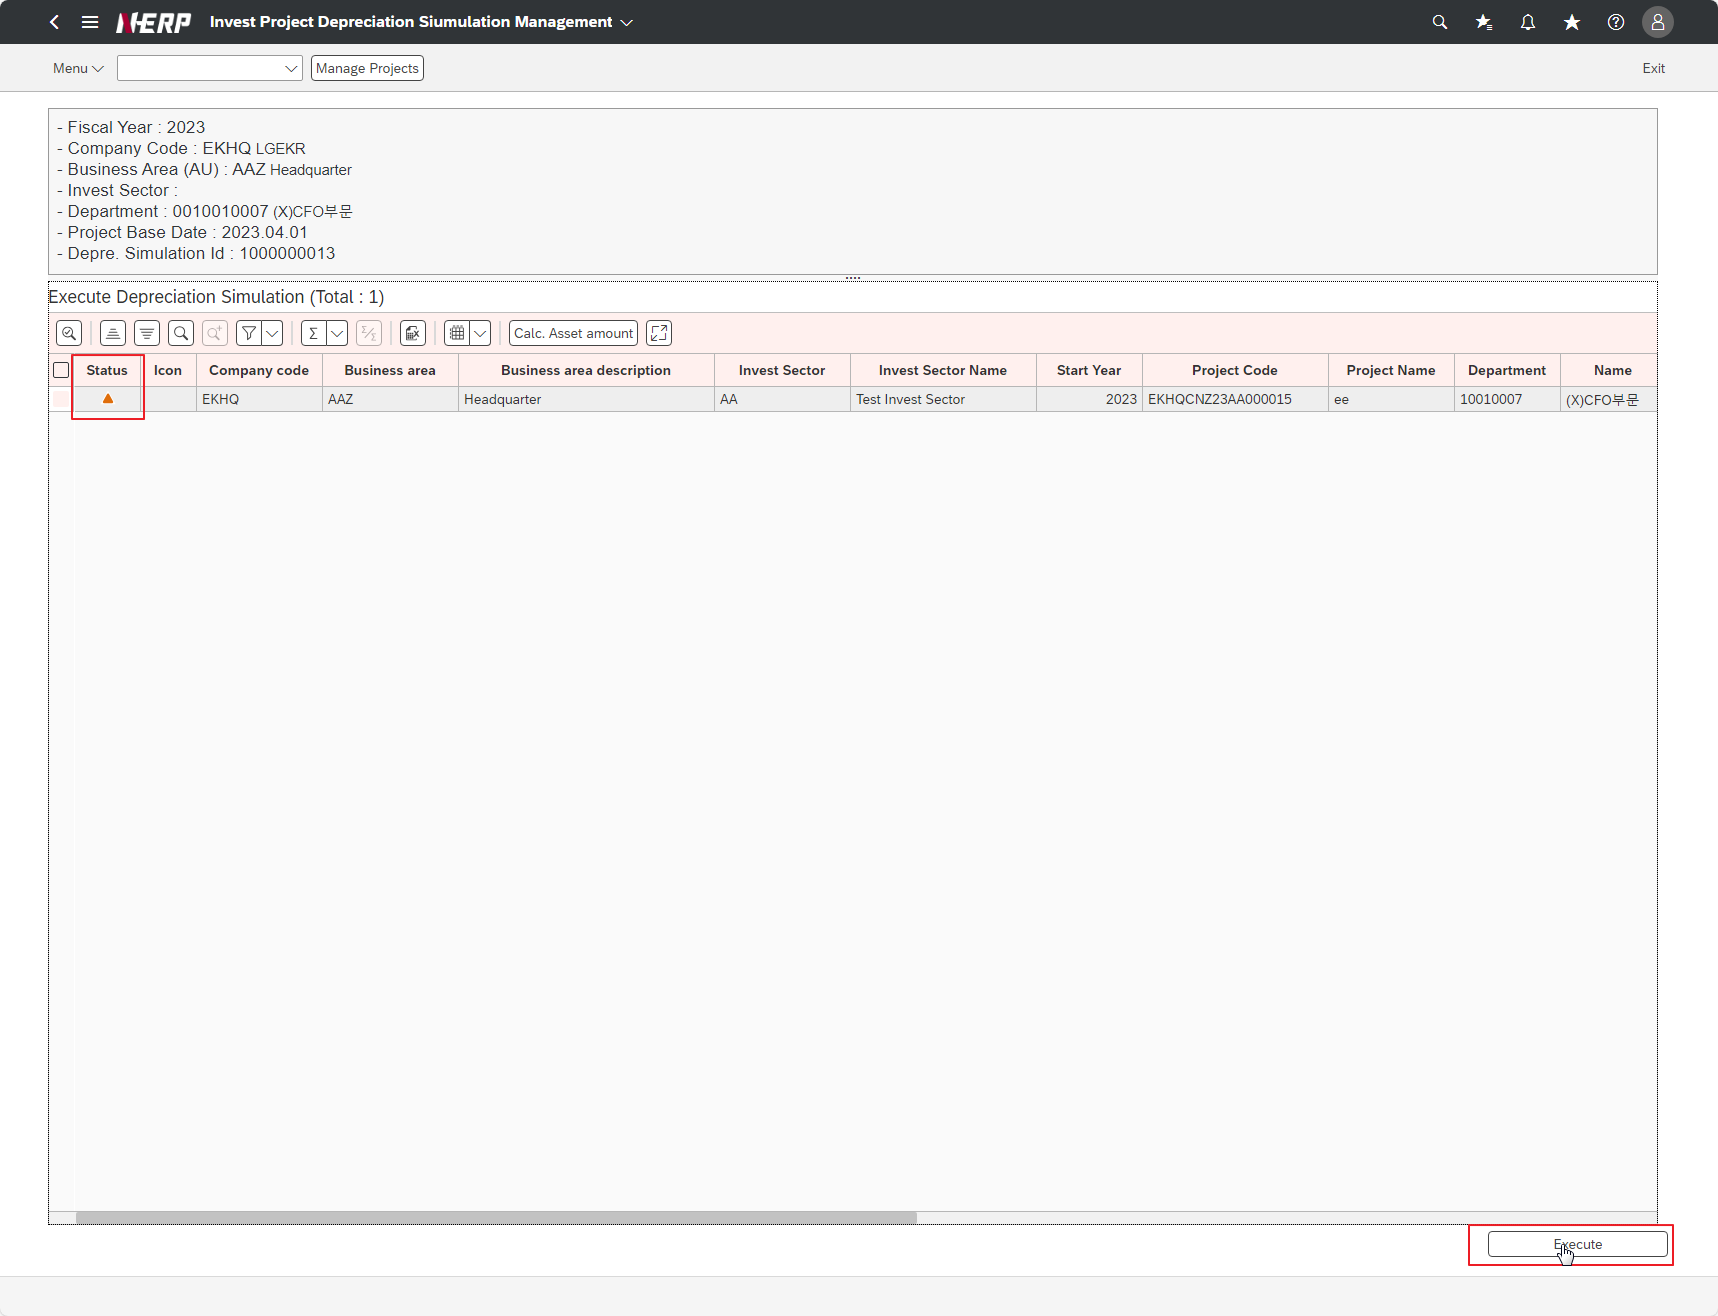 NERP Invest Project Depreciation Siumulation Management
Menu Manage Projects Exit
- Fiscal Year : 2023
- Company Code : EKHQ LGEKR
- Business Area (AU) : AAZ Headquarter
- Invest Sector :
- Department : 0010010007 (X)CFO부문
- Project Base Date : 2023.04.01
- Depre. Simulation Id : 1000000013
Execute Depreciation Simulation (Total : 1)
Calc. Asset amount
Status Icon Company code Business area Business area description Invest Sector Invest Sector Name Start Year Project Code Project Name Department Name
EKHQ AAZ Headquarter AA Test Invest Sector 2023 EKHQCNZ23AA000015 ee 10010007 (X)CFO부문
Execute